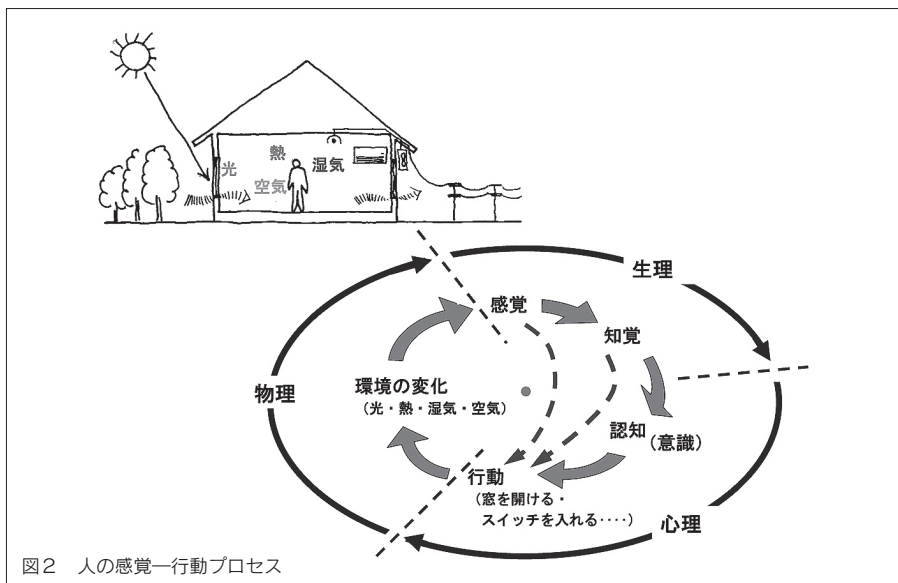 光
熱
湿気
空気
生理
感覚
知覚
物理
環境の変化
（光・熱・湿気・空気）
認知（意識）
行動
（窓を開ける・
スイッチを入れる‥‥）
心理
図2　人の感覚―行動プロセス